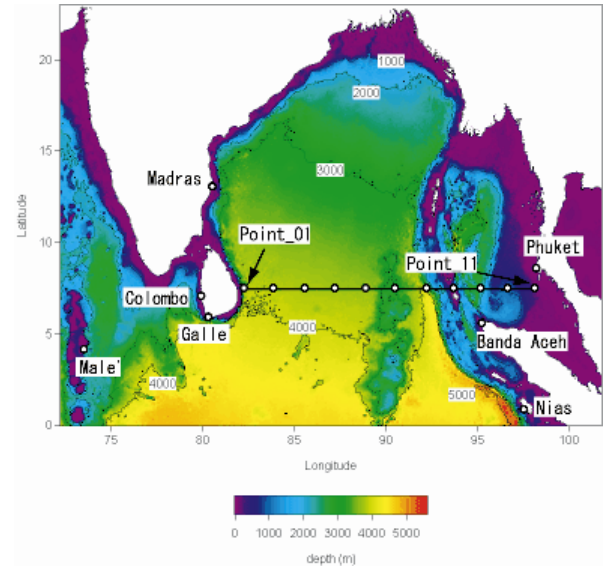 20
15
10
5
0
Latitude
1000
2000
3000
Madras
Point_01
Point_11
Phuket
Colombo
Galle
4000
Banda Aceh
Male'
4000
5000
Nias
75 80 85 90 95 100
Longitude
0 1000 2000 3000 4000 5000
depth (m)